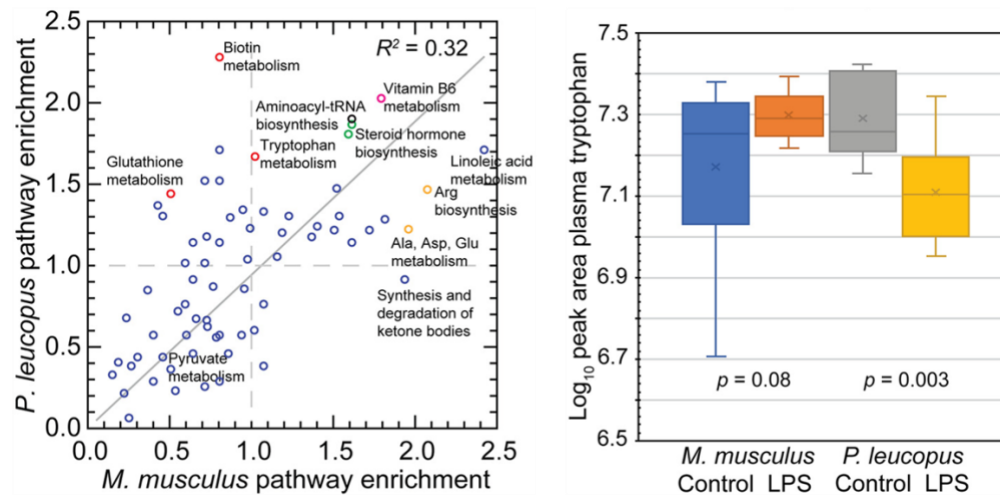 2.5
2.0
1.5
1.0
0.5
0.0
P. leucopus pathway enrichment
R² = 0.32
Biotin
metabolism
Vitamin B6
metabolism
Aminoacyl-tRNA
biosynthesis
Steroid hormone
biosynthesis
Tryptophan
metabolism
Glutathione
metabolism
Linoleic acid
metabolism
Arg
biosynthesis
Ala, Asp, Glu
metabolism
Synthesis and
degradation of
ketone bodies
Pyruvate
metabolism
0.0 0.5 1.0 1.5 2.0 2.5
M. musculus pathway enrichment
Log₁₀ peak area plasma tryptophan
7.5
7.3
7.1
6.9
6.7
6.5
p = 0.08 p = 0.003
M. musculus P. leucopus
Control LPS Control LPS